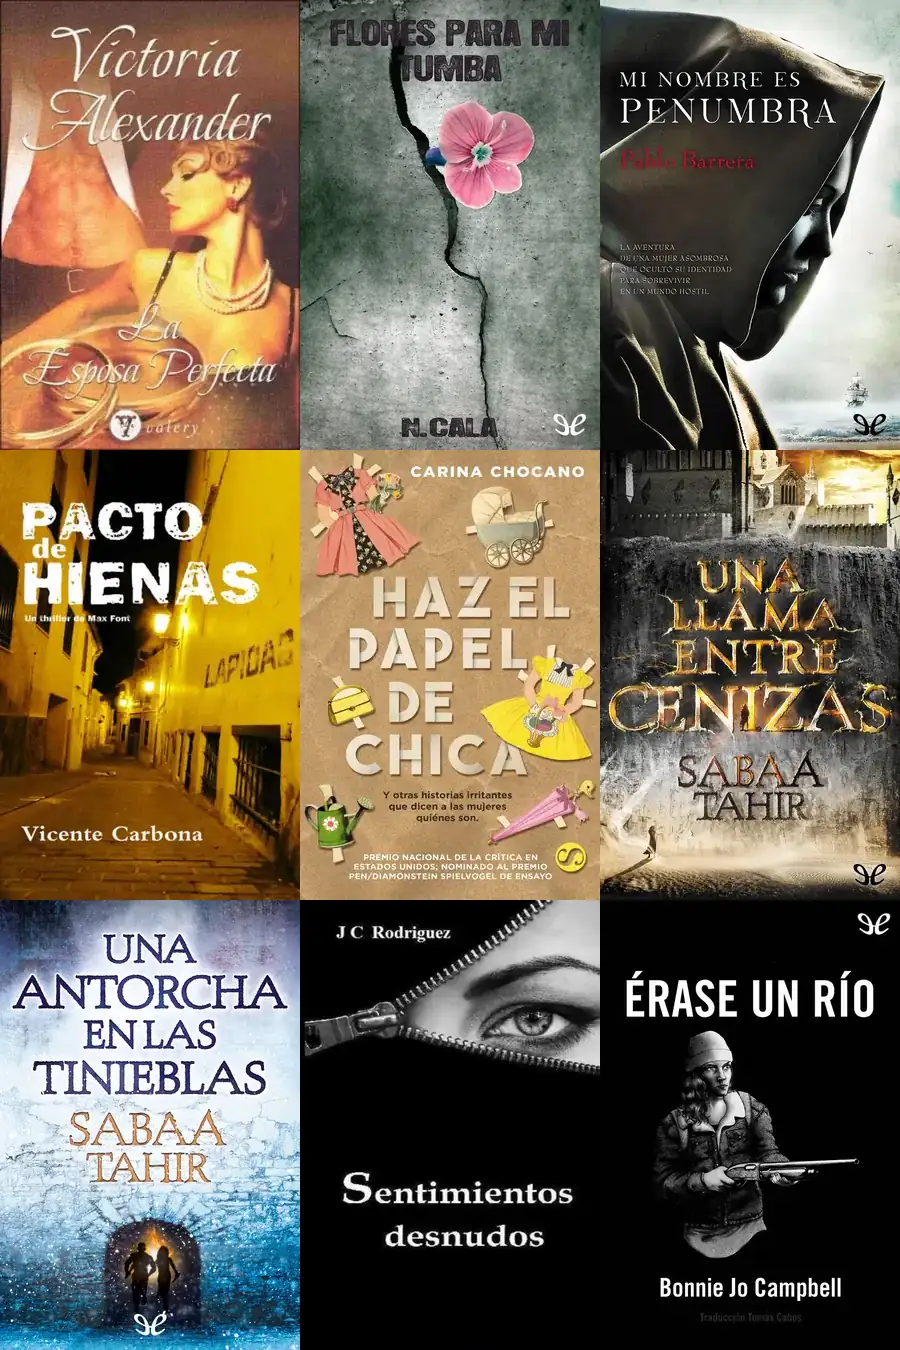 Victoria
Alexander
La
Esposa Perfecta
valery
FLORES PARA MI
TUMBA
N.CALA
MI NOMBRE ES
PENUMBRA
Pablo Barrera
LA AVENTURA
DE UNA MUJER ASOMBROSA
QUE OCULTÓ SU IDENTIDAD
PARA SOBREVIVIR
EN UN MUNDO HOSTIL
PACTO
de
HIENAS
Un thriller de Max Font
LAPIDAC
Vicente Carbona
CARINA CHOCANO
HAZ EL
PAPEL
DE
CHICA
Y otras historias irritantes
que dicen a las mujeres
quiénes son.
PREMIO NACIONAL DE LA CRÍTICA EN
ESTADOS UNIDOS; NOMINADO AL PREMIO
PEN/DIAMONSTEIN SPIELVOGEL DE ENSAYO
UNA
LLAMA
ENTRE
CENIZAS
SABAA
TAHIR
UNA
ANTORCHA
EN LAS
TINIEBLAS
SABAA
TAHIR
J C Rodriguez
Sentimientos
desnudos
ÉRASE UN RÍO
Bonnie Jo Campbell
Traducción Tomás Cobos